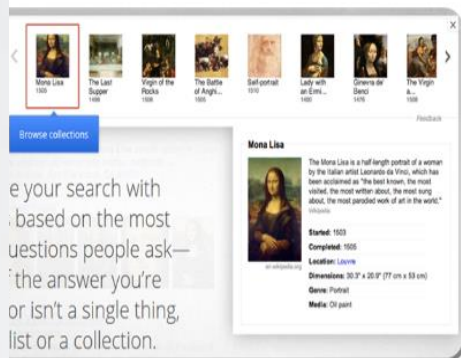 Mona Lisa
1505
The Last
Supper
1498
Virgin of the
Rocks
The Battle
of Anghi...
1505
Self-portrait
1510
Lady with
an Ermi...
1490
Ginevra de'
Benci
1476
The Virgin
a...
1508
Feedback
Browse collections
e your search with
based on the most
uestions people ask—
the answer you're
or isn't a single thing,
list or a collection.
Mona Lisa
The Mona Lisa is a half-length portrait of a woman
by the Italian artist Leonardo da Vinci, which has
been acclaimed as "the best known, the most
visited, the most written about, the most sung
about, the most parodied work of art in the world."
Wikipedia
en.wikipedia.org
Started: 1503
Completed: 1505
Location: Louvre
Dimensions: 30.3" x 20.9" (77 cm x 53 cm)
Genre: Portrait
Media: Oil paint